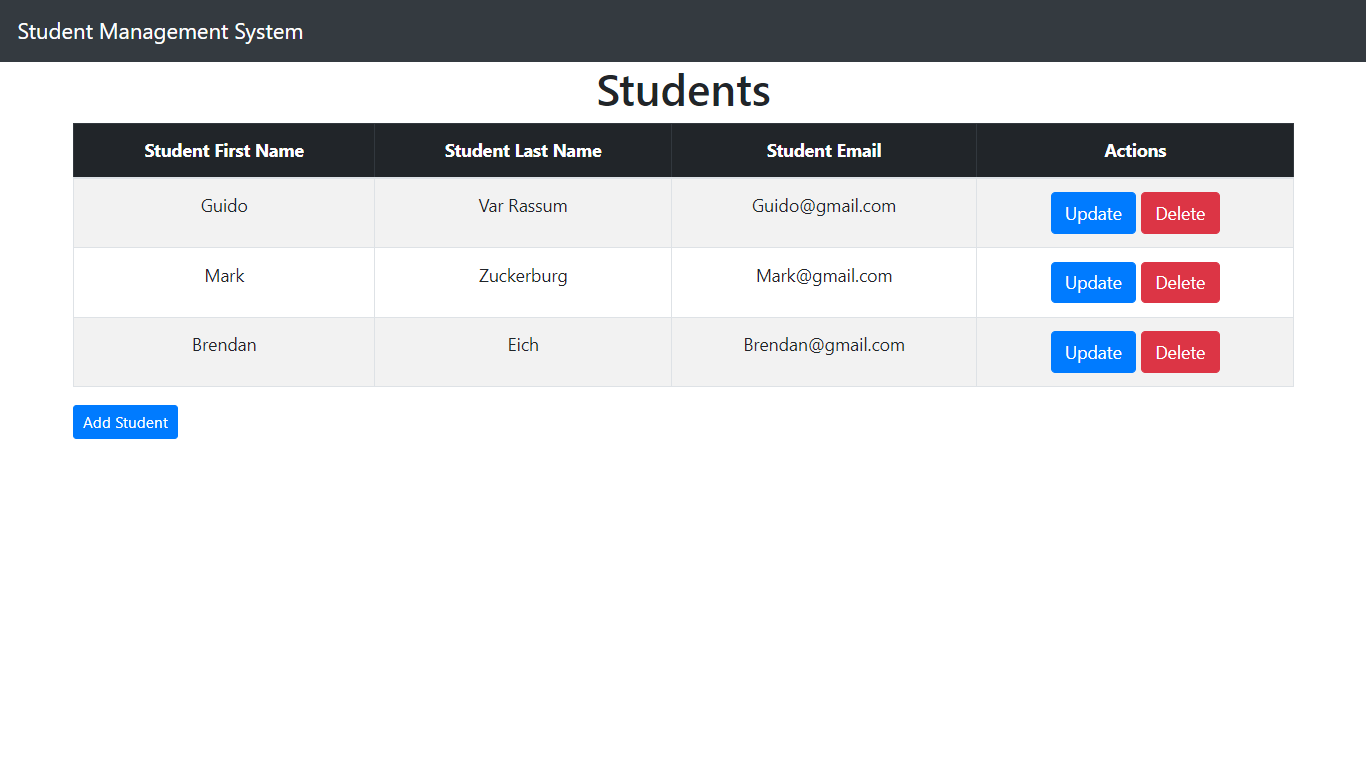 Student Management System
Students
Student First Name Student Last Name Student Email Actions
Guido Var Rassum Guido@gmail.com Update Delete
Mark Zuckerburg Mark@gmail.com Update Delete
Brendan Eich Brendan@gmail.com Update Delete
Add Student